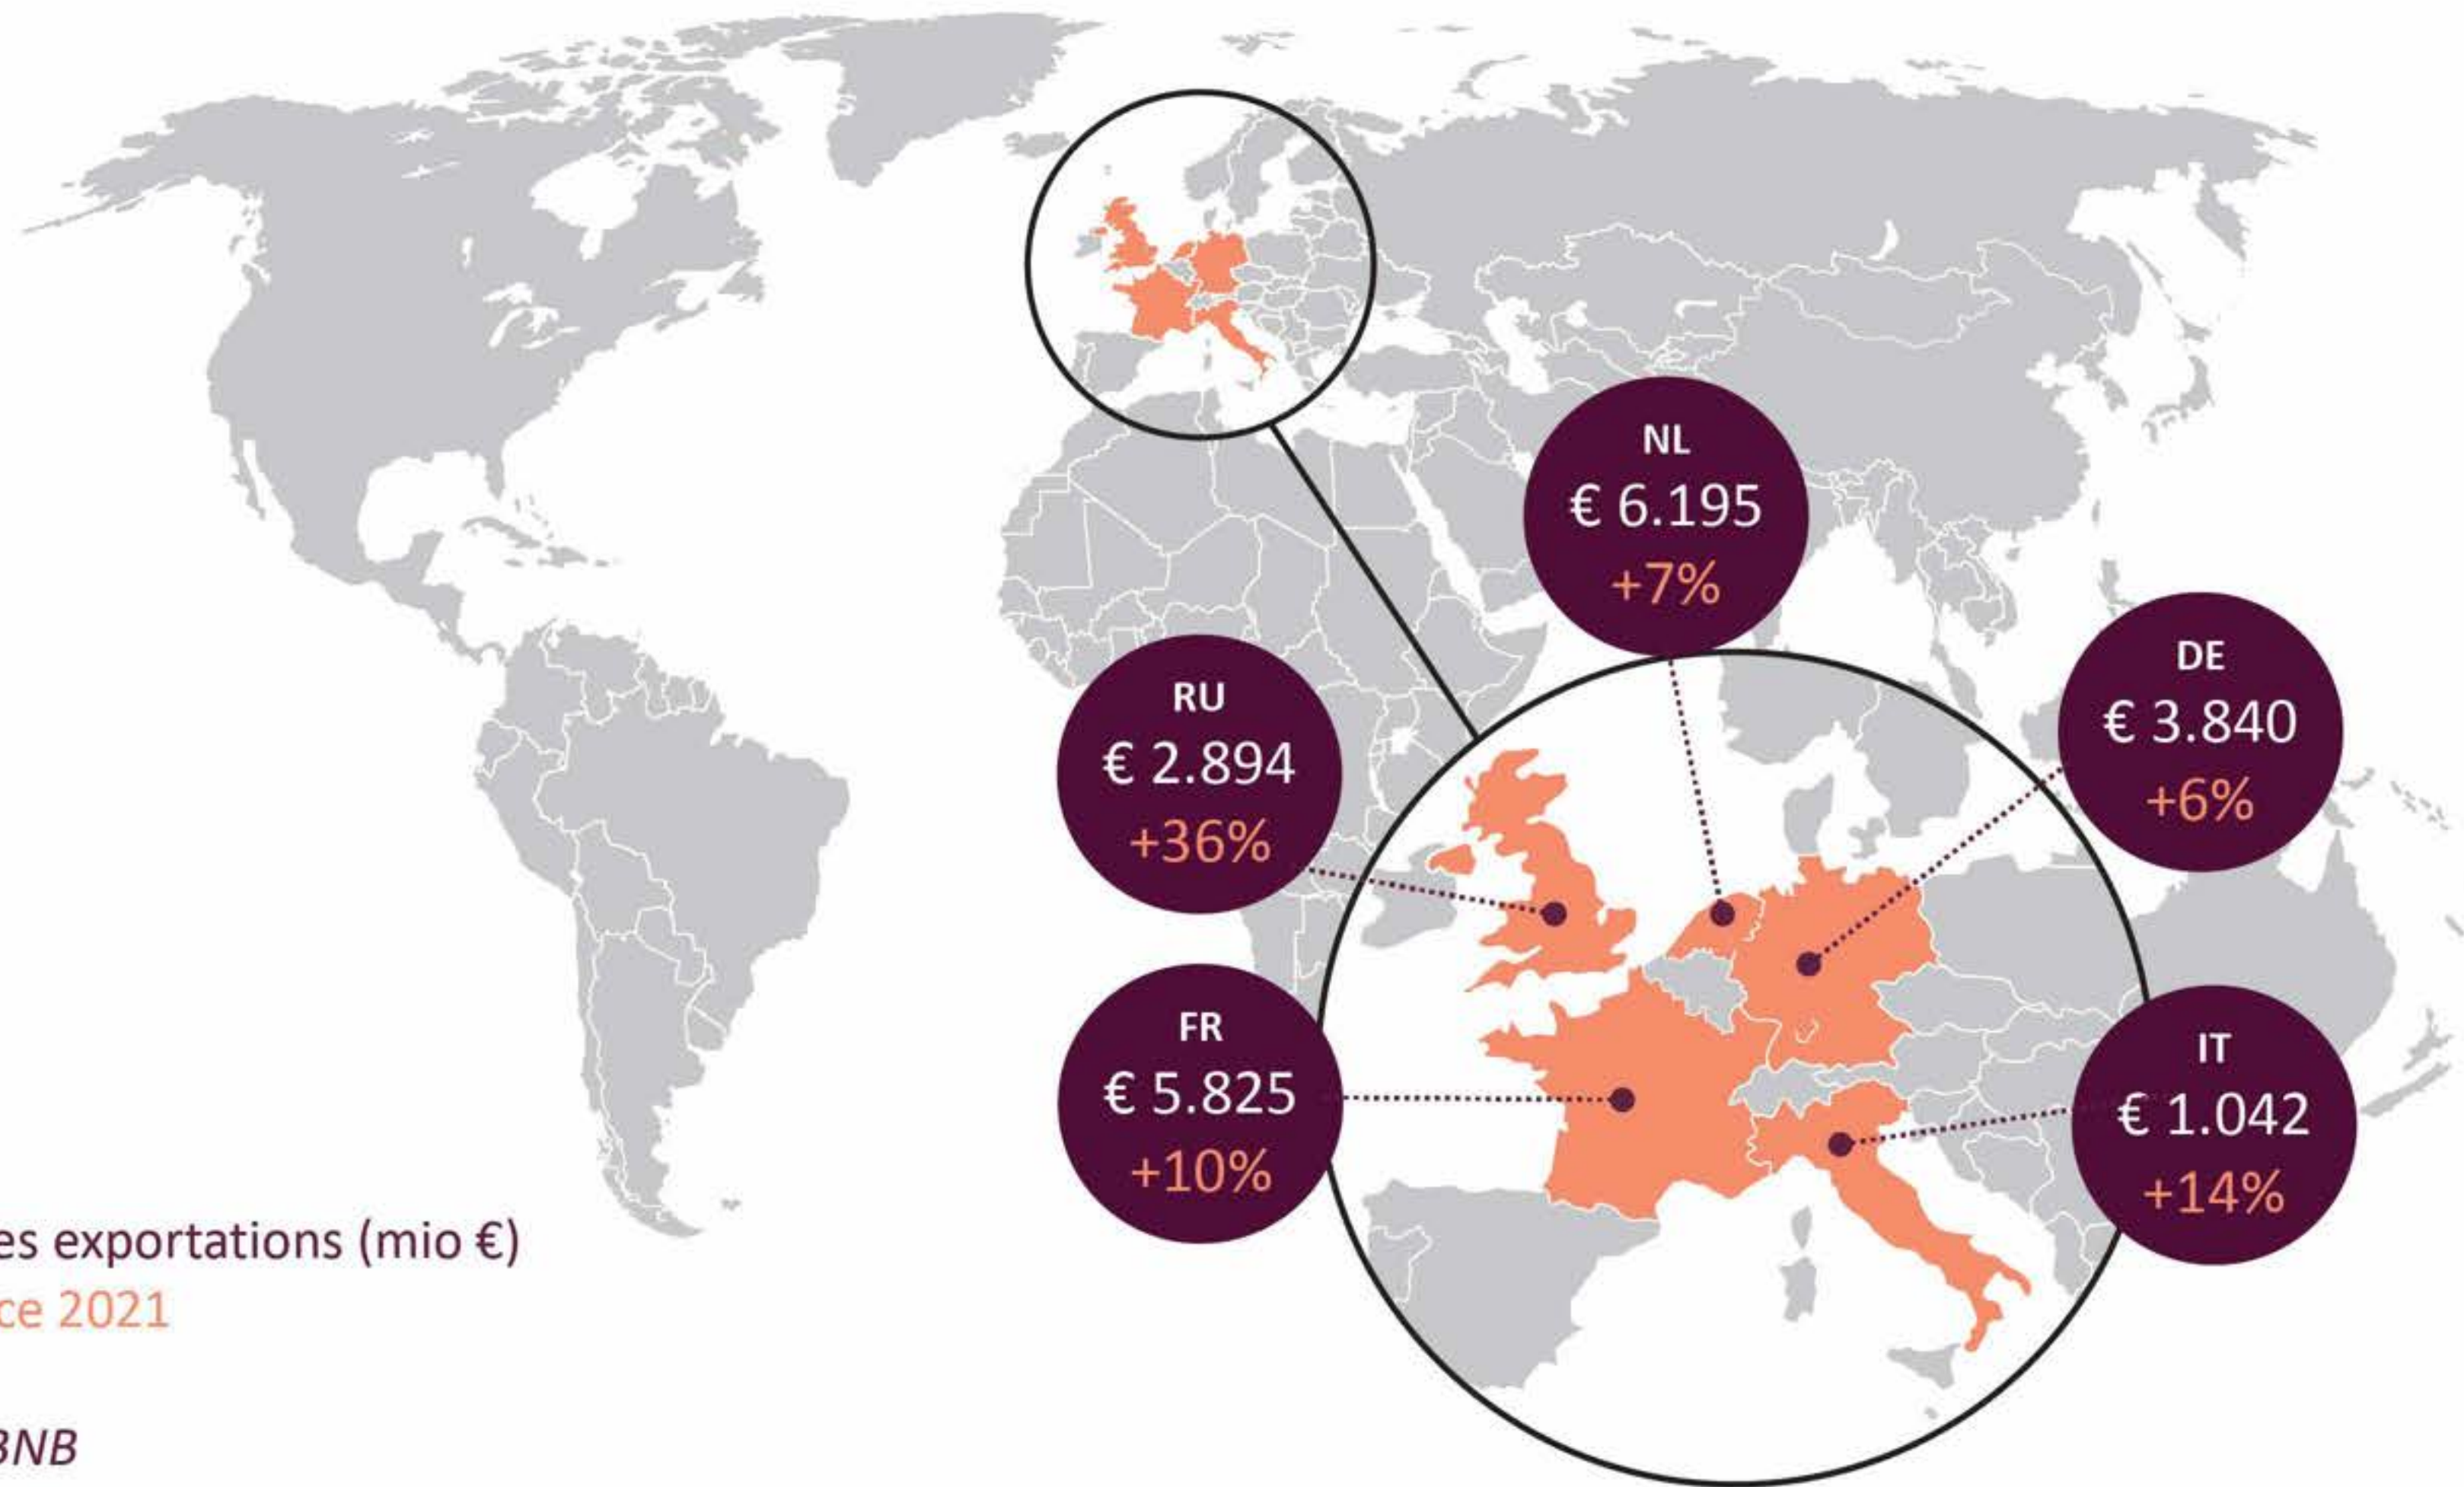 NL
€ 6.195
+7%
DE
€ 3.840
+6%
RU
€ 2.894
+36%
FR
€ 5.825
+10%
IT
€ 1.042
+14%
es exportations (mio €)
ce 2021
BNB